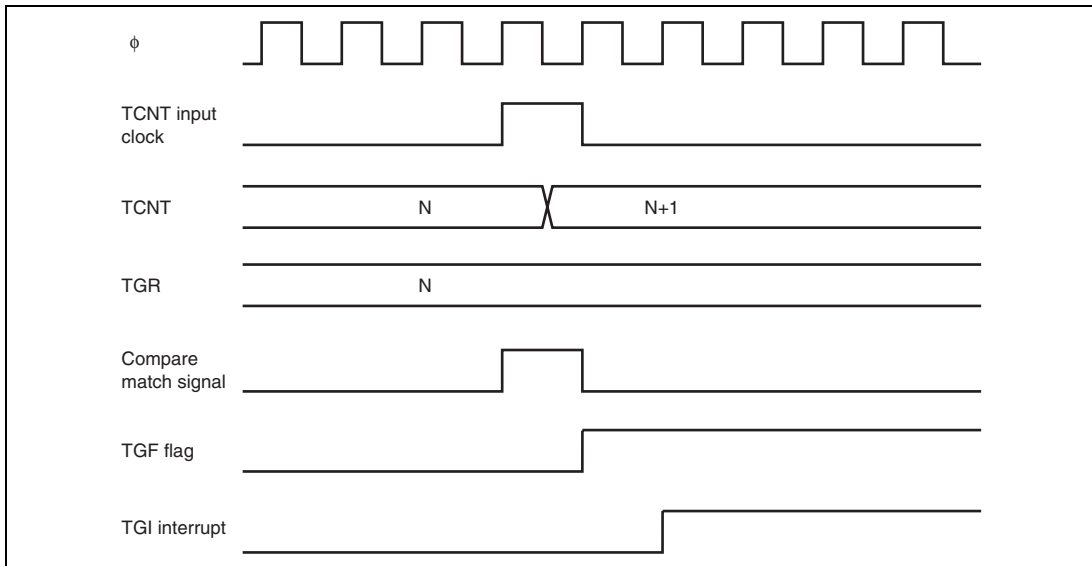 ϕ
TCNT input
clock
TCNT
N
N+1
TGR
N
Compare
match signal
TGF flag
TGI interrupt